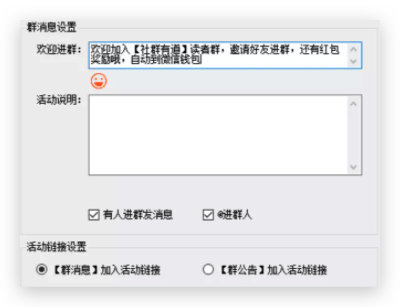 群消息设置
欢迎进群：
欢迎加入【社群有道】读者群，邀请好友进群，还有红包
奖励哦，自动到微信钱包
活动说明：
有人进群发消息
@进群人
活动链接设置
【群消息】加入活动链接
【群公告】加入活动链接